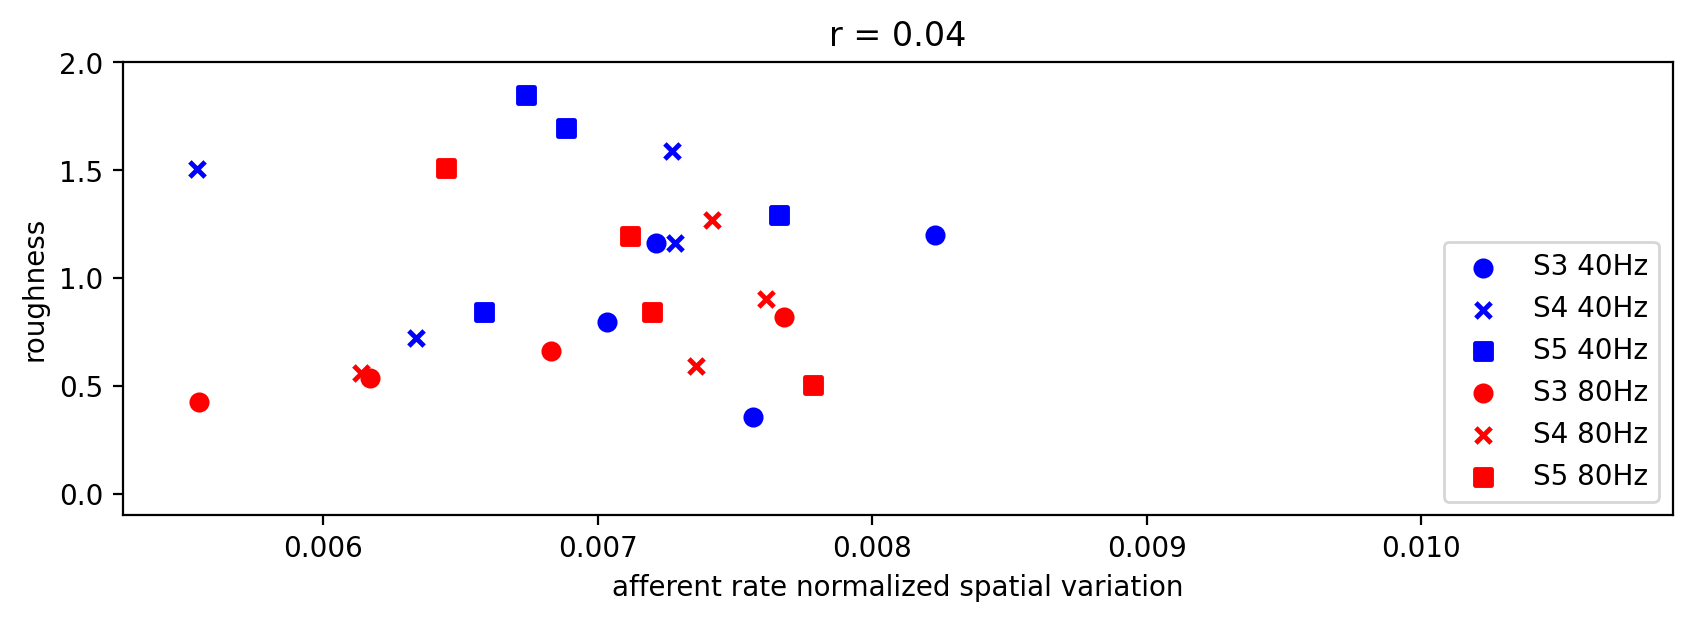 r = 0.04
2.0
1.5
1.0
0.5
0.0
roughness
0.006 0.007 0.008 0.009 0.010
afferent rate normalized spatial variation
S3 40Hz
S4 40Hz
S5 40Hz
S3 80Hz
S4 80Hz
S5 80Hz